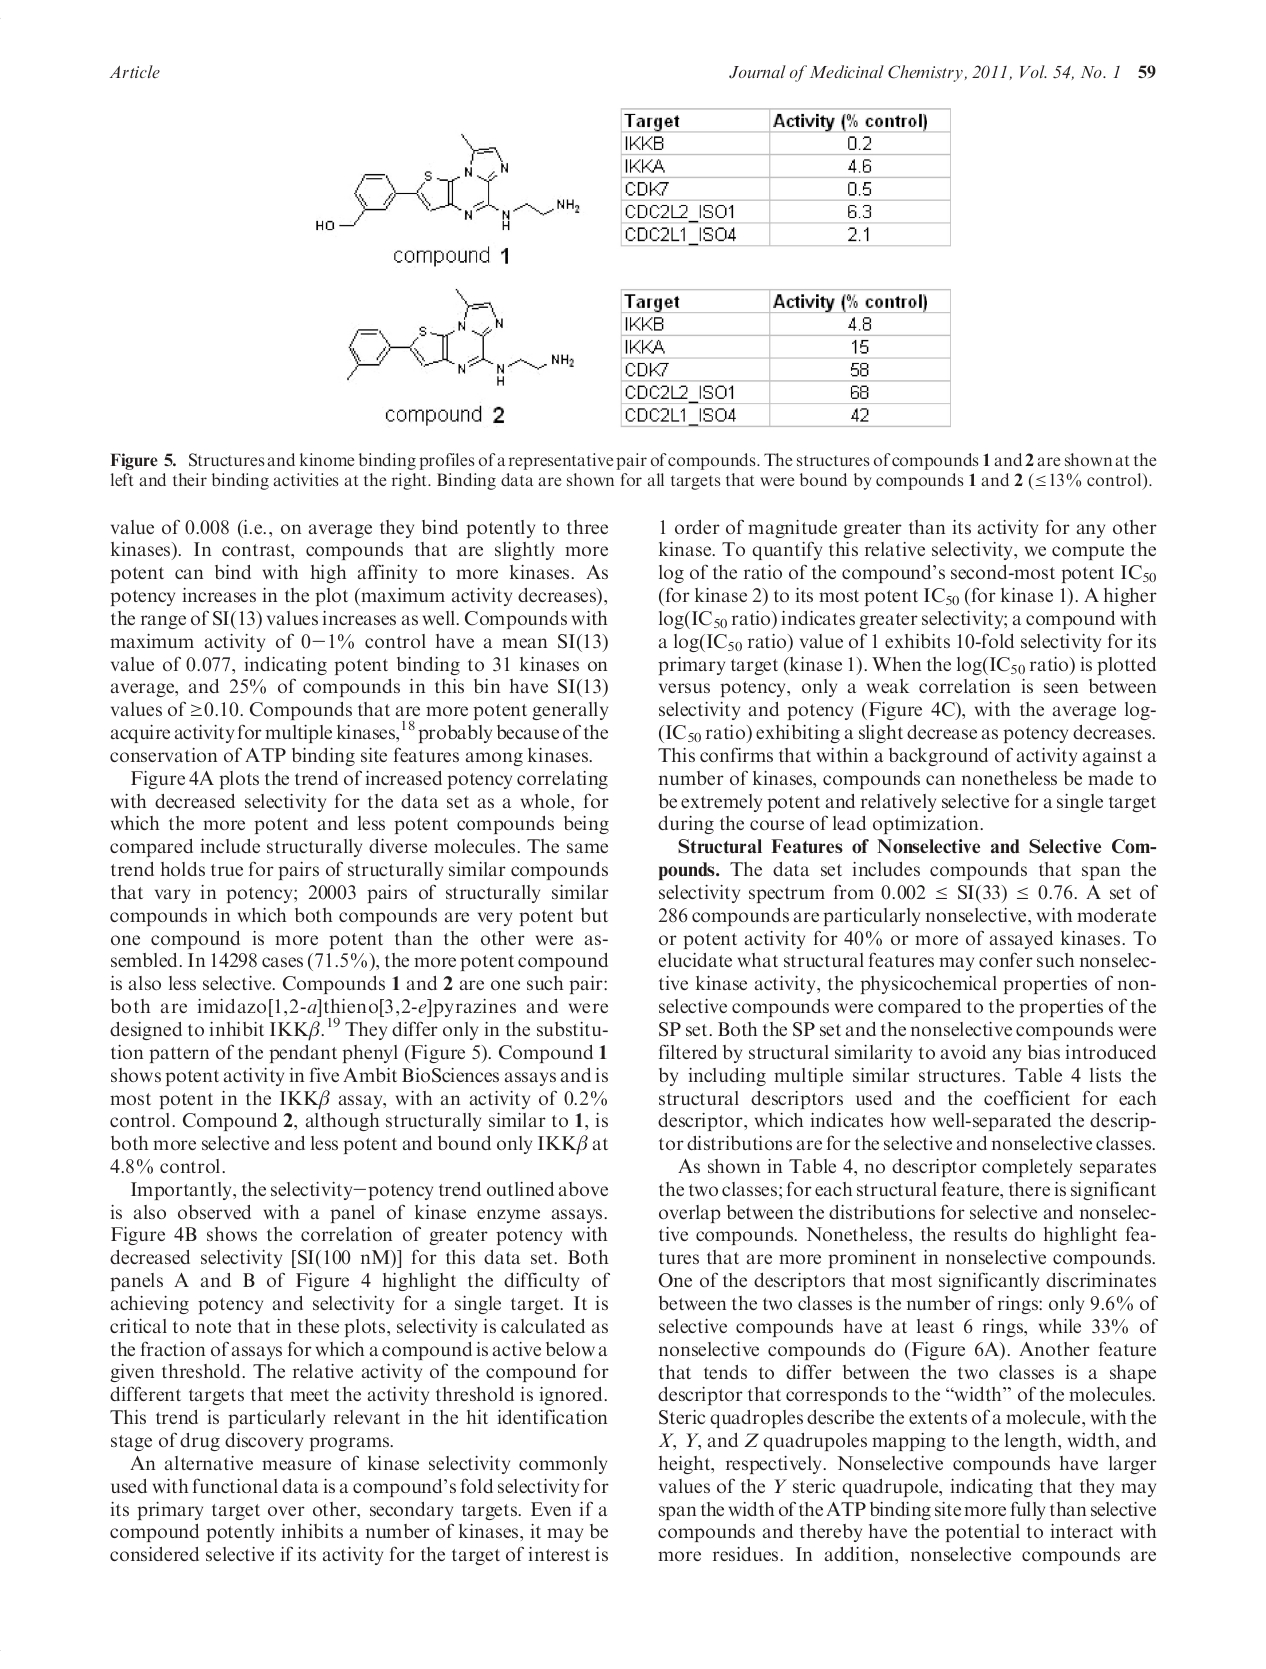 Article
Journal of Medicinal Chemistry, 2011, Vol. 54, No. 1 59
S
N
N
N
N
H
NH2
HO
compound 1
Target Activity (% control)
IKKB 0.2
IKKA 4.6
CDK7 0.5
CDC2L2_ISO1 6.3
CDC2L1_ISO4 2.1
S
N
N
N
N
H
NH2
compound 2
Target Activity (% control)
IKKB 4.8
IKKA 15
CDK7 58
CDC2L2_ISO1 68
CDC2L1_ISO4 42
Figure 5. Structures and kinome binding profiles of a representative pair of compounds. The structures of compounds 1 and 2 are shown at the
left and their binding activities at the right. Binding data are shown for all targets that were bound by compounds 1 and 2 (≤13% control).
value of 0.008 (i.e., on average they bind potently to three
kinases). In contrast, compounds that are slightly more
potent can bind with high affinity to more kinases. As
potency increases in the plot (maximum activity decreases),
the range of SI(13) values increases as well. Compounds with
maximum activity of 0−1% control have a mean SI(13)
value of 0.077, indicating potent binding to 31 kinases on
average, and 25% of compounds in this bin have SI(13)
values of ≥0.10. Compounds that are more potent generally
acquire activity for multiple kinases,18 probably because of the
conservation of ATP binding site features among kinases.
Figure 4A plots the trend of increased potency correlating
with decreased selectivity for the data set as a whole, for
which the more potent and less potent compounds being
compared include structurally diverse molecules. The same
trend holds true for pairs of structurally similar compounds
that vary in potency; 20003 pairs of structurally similar
compounds in which both compounds are very potent but
one compound is more potent than the other were as-
sembled. In 14298 cases (71.5%), the more potent compound
is also less selective. Compounds 1 and 2 are one such pair:
both are imidazo[1,2-a]thieno[3,2-e]pyrazines and were
designed to inhibit IKKβ.19 They differ only in the substitu-
tion pattern of the pendant phenyl (Figure 5). Compound 1
shows potent activity in five Ambit BioSciences assays and is
most potent in the IKKβ assay, with an activity of 0.2%
control. Compound 2, although structurally similar to 1, is
both more selective and less potent and bound only IKKβ at
4.8% control.
Importantly, the selectivity−potency trend outlined above
is also observed with a panel of kinase enzyme assays.
Figure 4B shows the correlation of greater potency with
decreased selectivity [SI(100 nM)] for this data set. Both
panels A and B of Figure 4 highlight the difficulty of
achieving potency and selectivity for a single target. It is
critical to note that in these plots, selectivity is calculated as
the fraction of assays for which a compound is active below a
given threshold. The relative activity of the compound for
different targets that meet the activity threshold is ignored.
This trend is particularly relevant in the hit identification
stage of drug discovery programs.
An alternative measure of kinase selectivity commonly
used with functional data is a compound's fold selectivity for
its primary target over other, secondary targets. Even if a
compound potently inhibits a number of kinases, it may be
considered selective if its activity for the target of interest is
1 order of magnitude greater than its activity for any other
kinase. To quantify this relative selectivity, we compute the
log of the ratio of the compound's second-most potent IC50
(for kinase 2) to its most potent IC50 (for kinase 1). A higher
log(IC50 ratio) indicates greater selectivity; a compound with
a log(IC50 ratio) value of 1 exhibits 10-fold selectivity for its
primary target (kinase 1). When the log(IC50 ratio) is plotted
versus potency, only a weak correlation is seen between
selectivity and potency (Figure 4C), with the average log-
(IC50 ratio) exhibiting a slight decrease as potency decreases.
This confirms that within a background of activity against a
number of kinases, compounds can nonetheless be made to
be extremely potent and relatively selective for a single target
during the course of lead optimization.
Structural Features of Nonselective and Selective Com-
pounds. The data set includes compounds that span the
selectivity spectrum from 0.002 ≤ SI(33) ≤ 0.76. A set of
286 compounds are particularly nonselective, with moderate
or potent activity for 40% or more of assayed kinases. To
elucidate what structural features may confer such nonselec-
tive kinase activity, the physicochemical properties of non-
selective compounds were compared to the properties of the
SP set. Both the SP set and the nonselective compounds were
filtered by structural similarity to avoid any bias introduced
by including multiple similar structures. Table 4 lists the
structural descriptors used and the coefficient for each
descriptor, which indicates how well-separated the descrip-
tor distributions are for the selective and nonselective classes.
As shown in Table 4, no descriptor completely separates
the two classes; for each structural feature, there is significant
overlap between the distributions for selective and nonselec-
tive compounds. Nonetheless, the results do highlight fea-
tures that are more prominent in nonselective compounds.
One of the descriptors that most significantly discriminates
between the two classes is the number of rings: only 9.6% of
selective compounds have at least 6 rings, while 33% of
nonselective compounds do (Figure 6A). Another feature
that tends to differ between the two classes is a shape
descriptor that corresponds to the “width” of the molecules.
Steric quadroples describe the extents of a molecule, with the
X, Y, and Z quadrupoles mapping to the length, width, and
height, respectively. Nonselective compounds have larger
values of the Y steric quadrupole, indicating that they may
span the width of the ATP binding site more fully than selective
compounds and thereby have the potential to interact with
more residues. In addition, nonselective compounds are